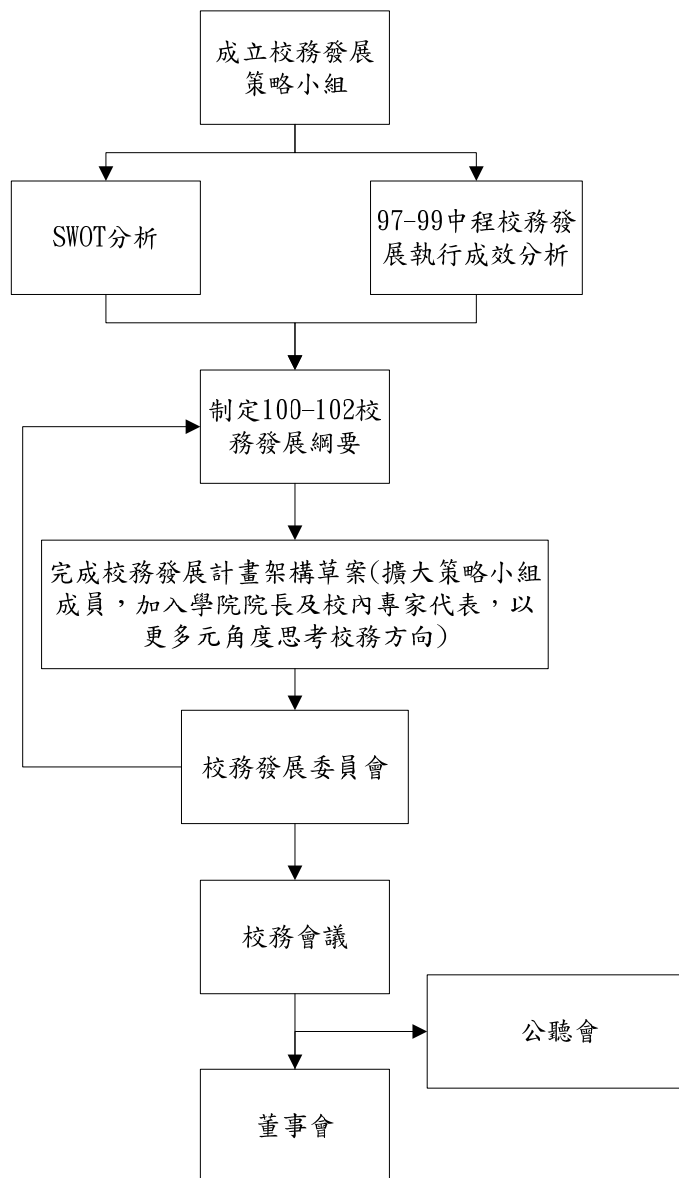 成立校務發展
策略小組
SWOT分析
97-99中程校務發
展執行成效分析
制定100-102校
務發展綱要
完成校務發展計畫架構草案(擴大策略小組
成員，加入學院院長及校內專家代表，以
更多元角度思考校務方向)
校務發展委員會
校務會議
公聽會
董事會